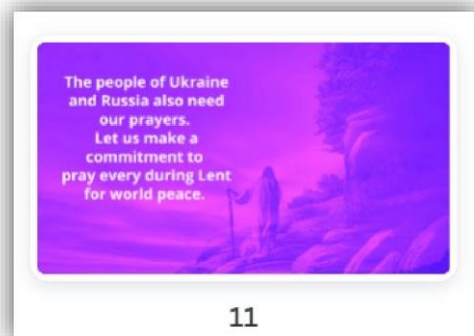 The people of Ukraine
and Russia also need
our prayers.
Let us make a
commitment to
pray every during Lent
for world peace.
11